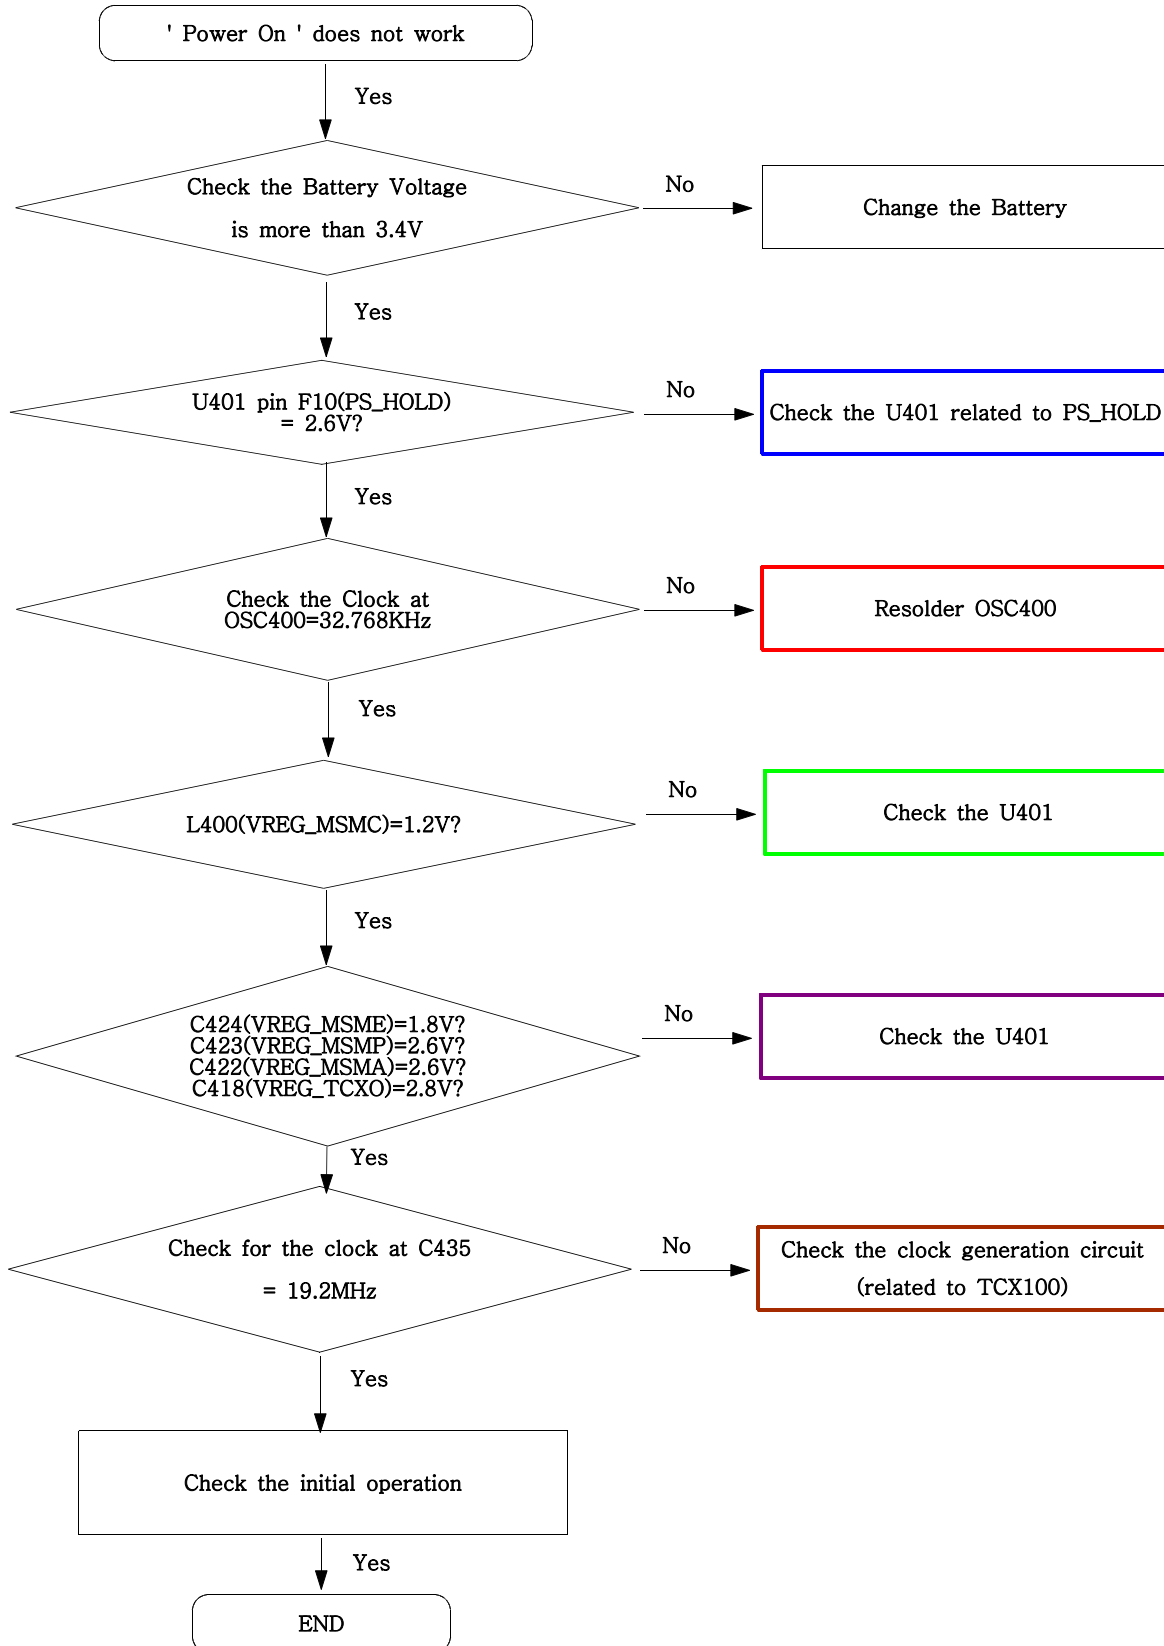 ' Power On ' does not work
Yes
Check the Battery Voltage
is more than 3.4V
No
Change the Battery
Yes
U401 pin F10(PS_HOLD)
= 2.6V?
No
Check the U401 related to PS_HOLD
Yes
Check the Clock at
OSC400=32.768KHz
No
Resolder OSC400
Yes
L400(VREG_MSMC)=1.2V?
No
Check the U401
Yes
C424(VREG_MSME)=1.8V?
C423(VREG_MSMP)=2.6V?
C422(VREG_MSMA)=2.6V?
C418(VREG_TCXO)=2.8V?
No
Check the U401
Yes
Check for the clock at C435
= 19.2MHz
No
Check the clock generation circuit
(related to TCX100)
Yes
Check the initial operation
Yes
END